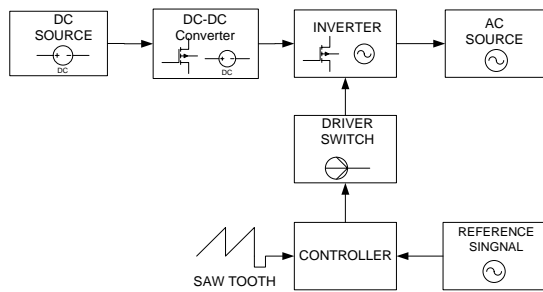 DC
SOURCE
DC
DC-DC
Converter
DC
INVERTER
AC
SOURCE
DRIVER
SWITCH
SAW TOOTH
CONTROLLER
REFERENCE
SINGNAL